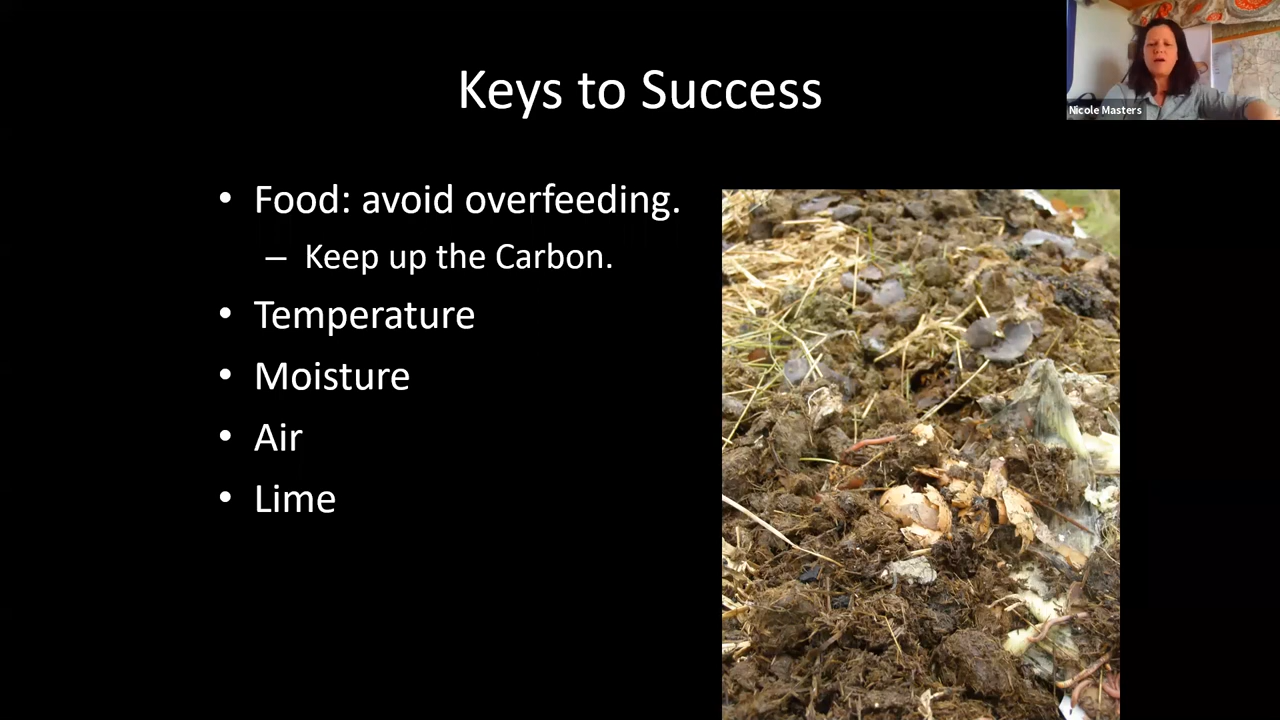 Keys to Success
Nicole Masters
• Food: avoid overfeeding.
– Keep up the Carbon.
• Temperature
• Moisture
• Air
• Lime